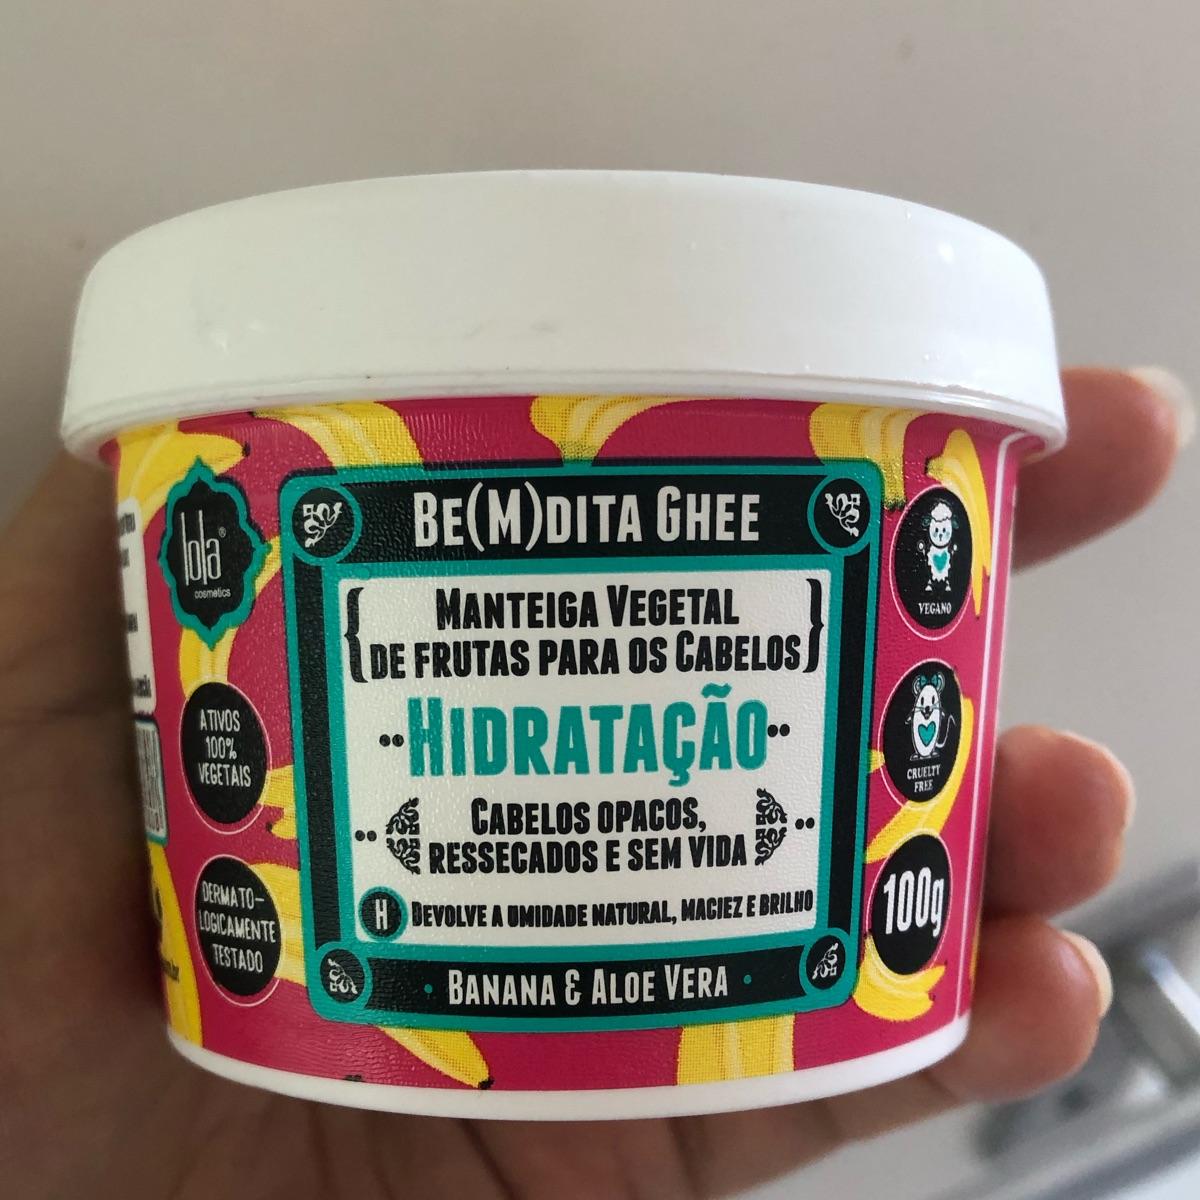 BE(M)DITA GHEE
MANTEIGA VEGETAL
DE FRUTAS PARA OS CABELOS
HIDRATAÇÃO
CABELOS OPACOS,
RESSECADOS E SEM VIDA
H DEVOLVE A UMIDADE NATURAL, MACIEZ E BRILHO
BANANA & ALOE VERA
lola®
cosmetics
ATIVOS
100%
VEGETAIS
DERMATO-
LOGICAMENTE
TESTADO
VEGANO
CRUELTY
FREE
100g